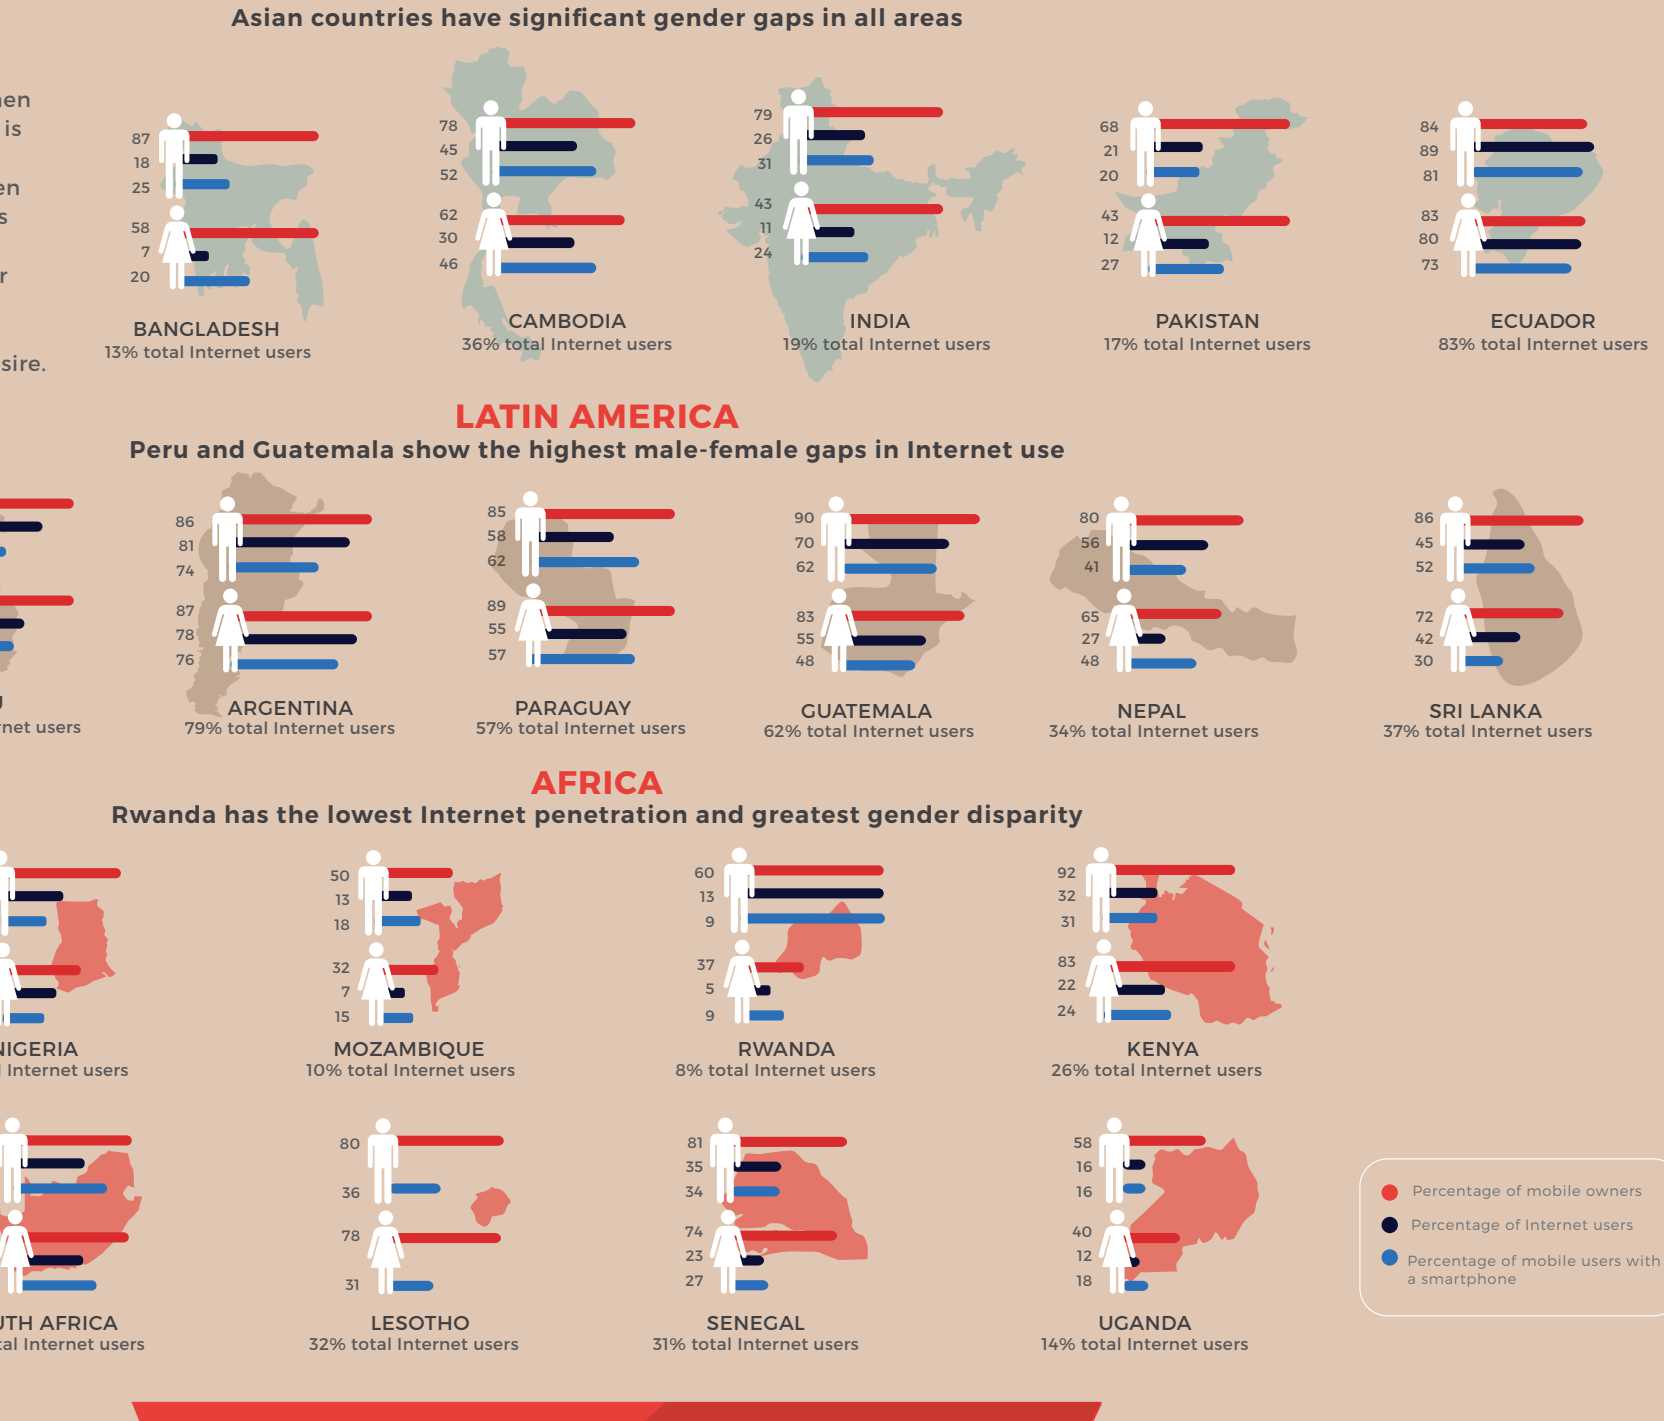 Asian countries have significant gender gaps in all areas
is
sire.
87
18
25
58
7
20
BANGLADESH
13% total Internet users
78
45
52
62
30
46
CAMBODIA
36% total Internet users
79
26
31
43
11
24
INDIA
19% total Internet users
68
21
20
43
12
27
PAKISTAN
17% total Internet users
84
89
81
83
80
73
ECUADOR
83% total Internet users
LATIN AMERICA
Peru and Guatemala show the highest male-female gaps in Internet use
users
86
81
74
87
78
76
ARGENTINA
79% total Internet users
85
58
62
89
55
57
PARAGUAY
57% total Internet users
90
70
62
83
55
48
GUATEMALA
62% total Internet users
80
56
41
65
27
48
NEPAL
34% total Internet users
86
45
52
72
42
30
SRI LANKA
37% total Internet users
AFRICA
Rwanda has the lowest Internet penetration and greatest gender disparity
NIGERIA
Internet users
50
13
18
32
7
15
MOZAMBIQUE
10% total Internet users
60
13
9
37
5
9
RWANDA
8% total Internet users
92
32
31
83
22
24
KENYA
26% total Internet users
UTH AFRICA
tal Internet users
80
36
78
31
LESOTHO
32% total Internet users
81
35
34
74
23
27
SENEGAL
31% total Internet users
58
16
16
40
12
18
UGANDA
14% total Internet users
Percentage of mobile owners
Percentage of Internet users
Percentage of mobile users with
a smartphone